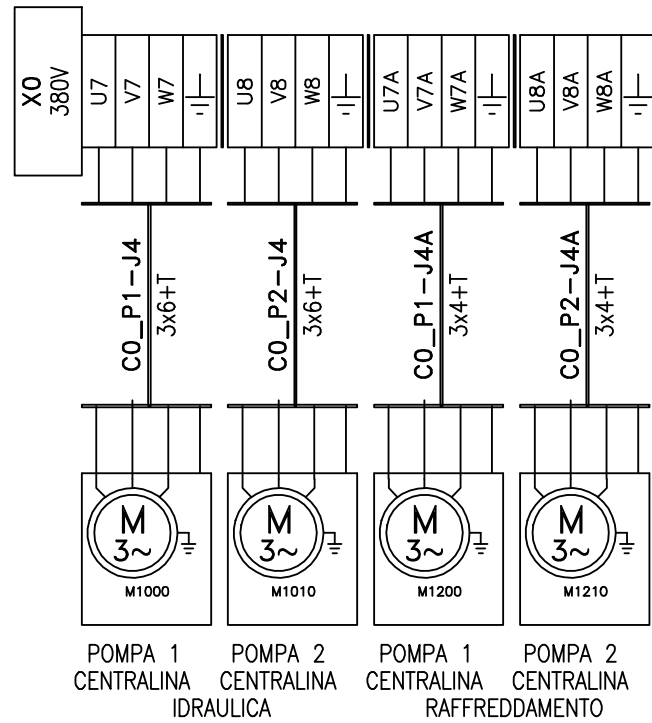 X0
380V
U7
V7
W7
U8
V8
W8
U7A
V7A
W7A
U8A
V8A
W8A
C0_P1-J4
3x6+T
C0_P2-J4
3x6+T
C0_P1-J4A
3x4+T
C0_P2-J4A
3x4+T
M
3~
M1000
M
3~
M1010
M
3~
M1200
M
3~
M1210
POMPA 1 POMPA 2 POMPA 1 POMPA 2
CENTRALINA CENTRALINA CENTRALINA CENTRALINA
IDRAULICA RAFFREDDAMENTO